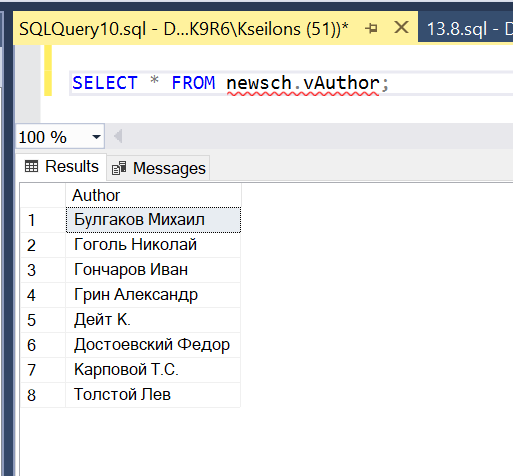 SQLQuery10.sql - D...K9R6\Kseilons (51))*
13.8.sql - D
SELECT * FROM newsch.vAuthor;
100 %
Results
Messages
Author
1 Булгаков Михаил
2 Гоголь Николай
3 Гончаров Иван
4 Грин Александр
5 Дейт К.
6 Достоевский Федор
7 Карповой Т.С.
8 Толстой Лев